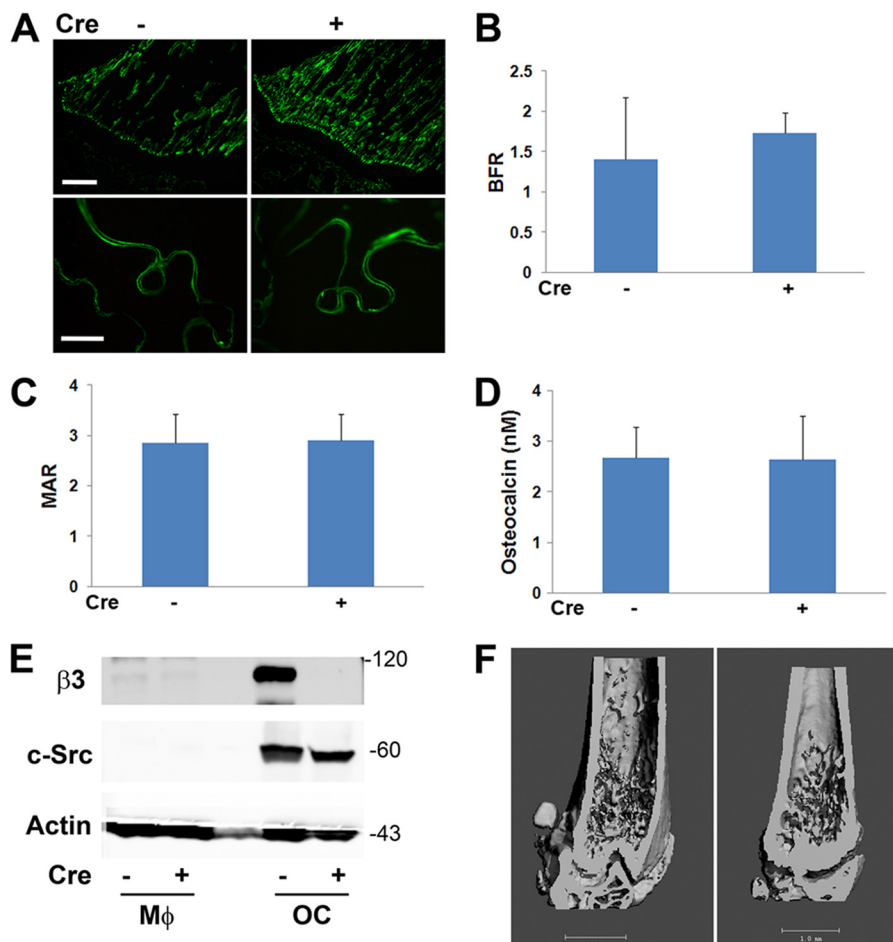 A Cre - +
B
2.5
2
1.5
1
0.5
0
BFR
Cre - +
C
4
3
2
1
0
MAR
Cre - +
D
4
3
2
1
0
Osteocalcin (nM)
Cre - +
E
β3 -120
c-Src -60
Actin -43
Cre - + - +
Mϕ OC
F
1.0 mm